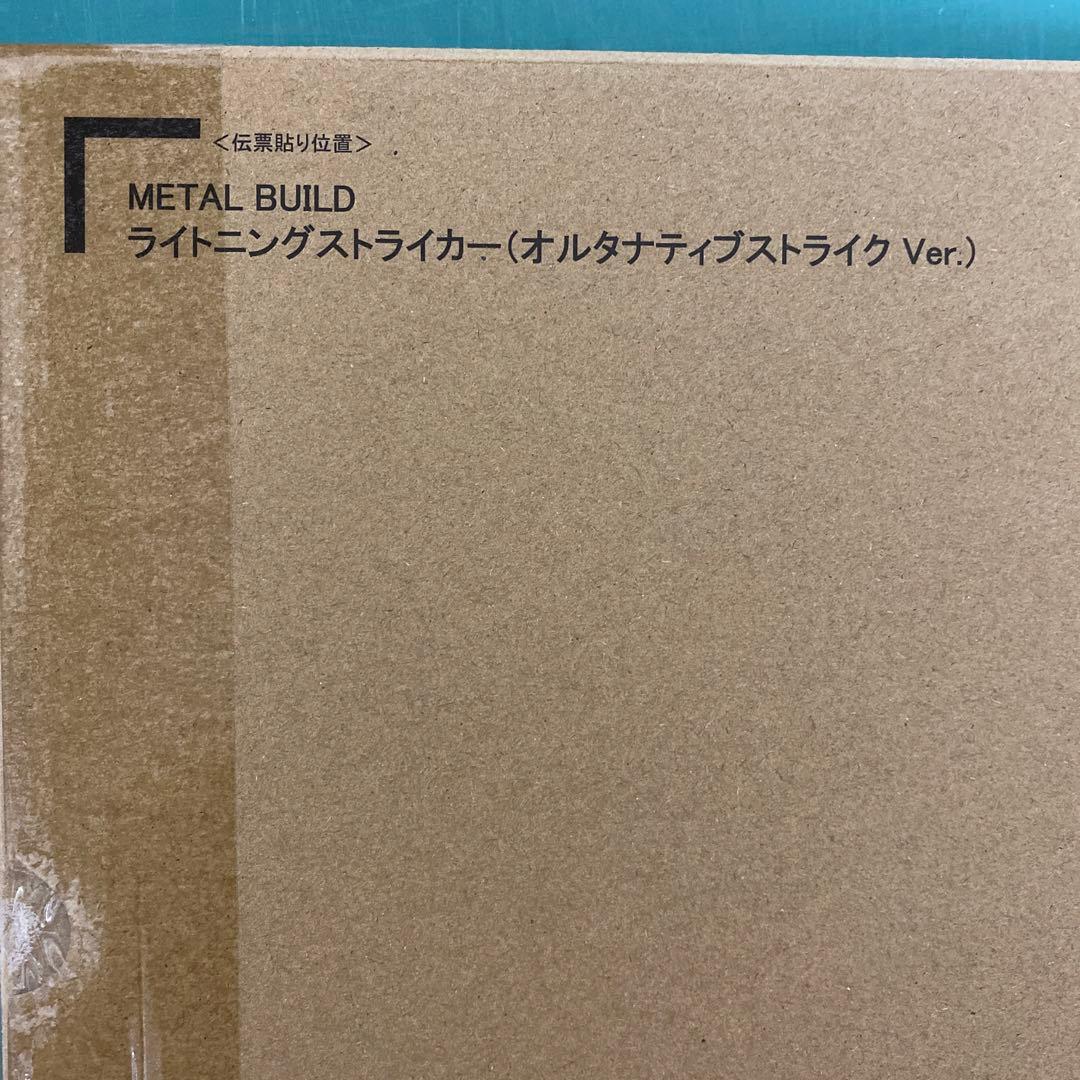 <伝票貼り位置>
METAL BUILD
ライトニングストライカー(オルタナティブストライク Ver.)